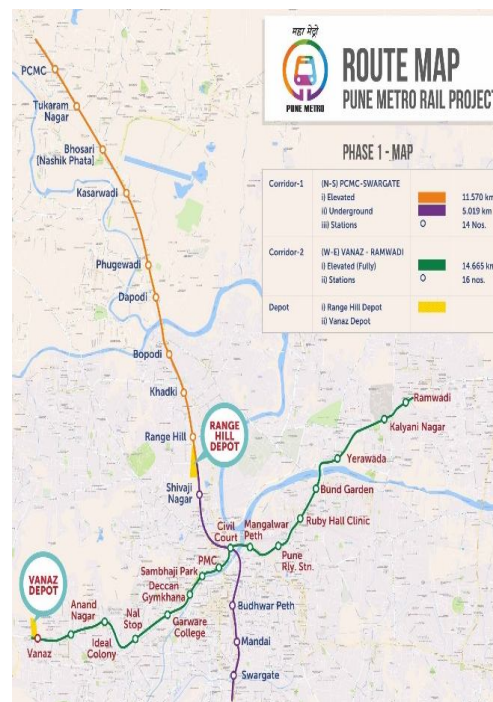 महा मेट्रो
PUNE METRO
ROUTE MAP
PUNE METRO RAIL PROJECT
PHASE 1 - MAP
Corridor-1 (N-S) PCMC-SWARGATE
i) Elevated 11.570 km
ii) Underground 5.019 km
iii) Stations 14 Nos.
Corridor-2 (W-E) VANAZ - RAMWADI
i) Elevated (Fully) 14.665 km
ii) Stations 16 nos.
Depot i) Range Hill Depot
ii) Vanaz Depot
PCMC
Tukaram
Nagar
Bhosari
[Nashik Phata]
Kasarwadi
Phugewadi
Dapodi
Bopodi
Khadki
Range Hill
RANGE
HILL
DEPOT
Shivaji
Nagar
Ramwadi
Kalyani Nagar
Yerawada
Bund Garden
Ruby Hall Clinic
Pune
Rly. Stn.
Mangalwar
Peth
Civil
Court
PMC
Sambhaji Park
Deccan
Gymkhana
Garware
College
Nal
Stop
Ideal
Colony
Anand
Nagar
VANAZ
DEPOT
Vanaz
Budhwar Peth
Mandai
Swargate